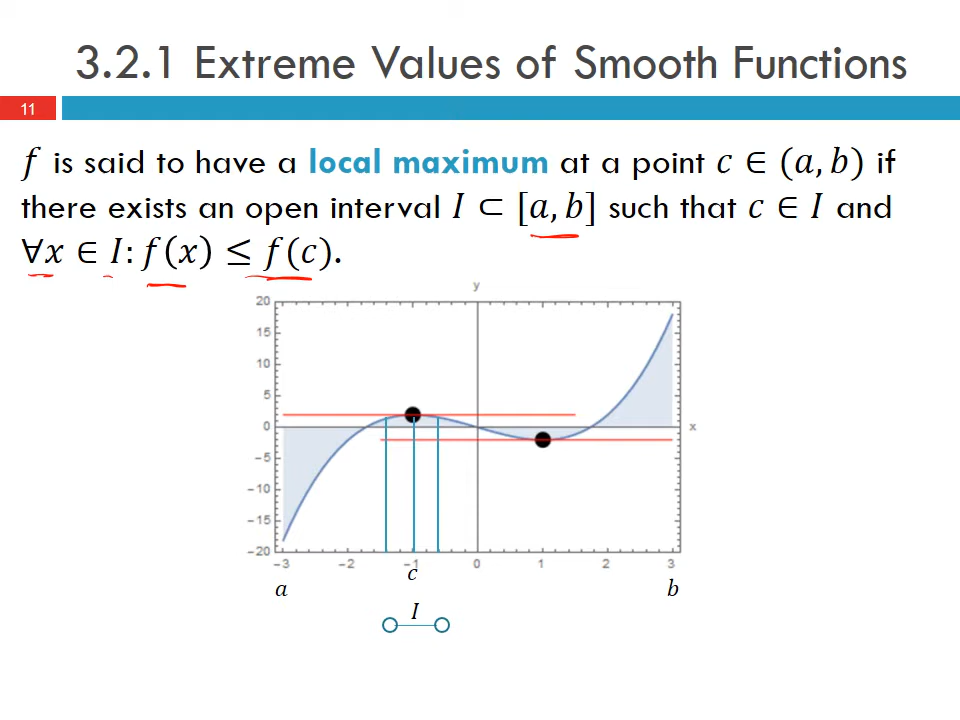 3.2.1 Extreme Values of Smooth Functions
11
f is said to have a local maximum at a point c ∈ (a, b) if
there exists an open interval I ⊂ [a, b] such that c ∈ I and
∀x ∈ I: f(x) ≤ f(c).
y
20
15
10
5
0
x
−5
−10
−15
−20
−3 −2 −1 0 1 2 3
c
a b
I